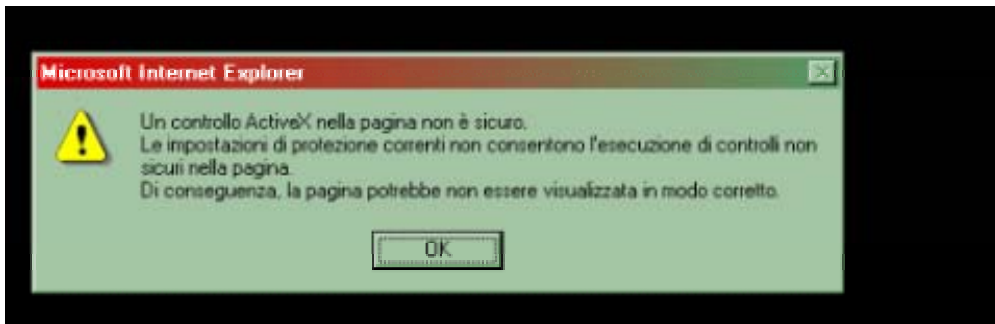 Microsoft Internet Explorer
Un controllo ActiveX nella pagina non è sicuro.
Le impostazioni di protezione correnti non consentono l'esecuzione di controlli non
sicuri nella pagina.
Di conseguenza, la pagina potrebbe non essere visualizzata in modo corretto.
OK